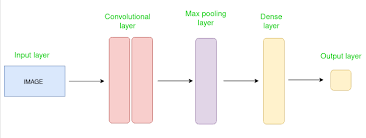 Input layer
IMAGE
Convolutional
layer
Max pooling
layer
Dense
layer
Output layer